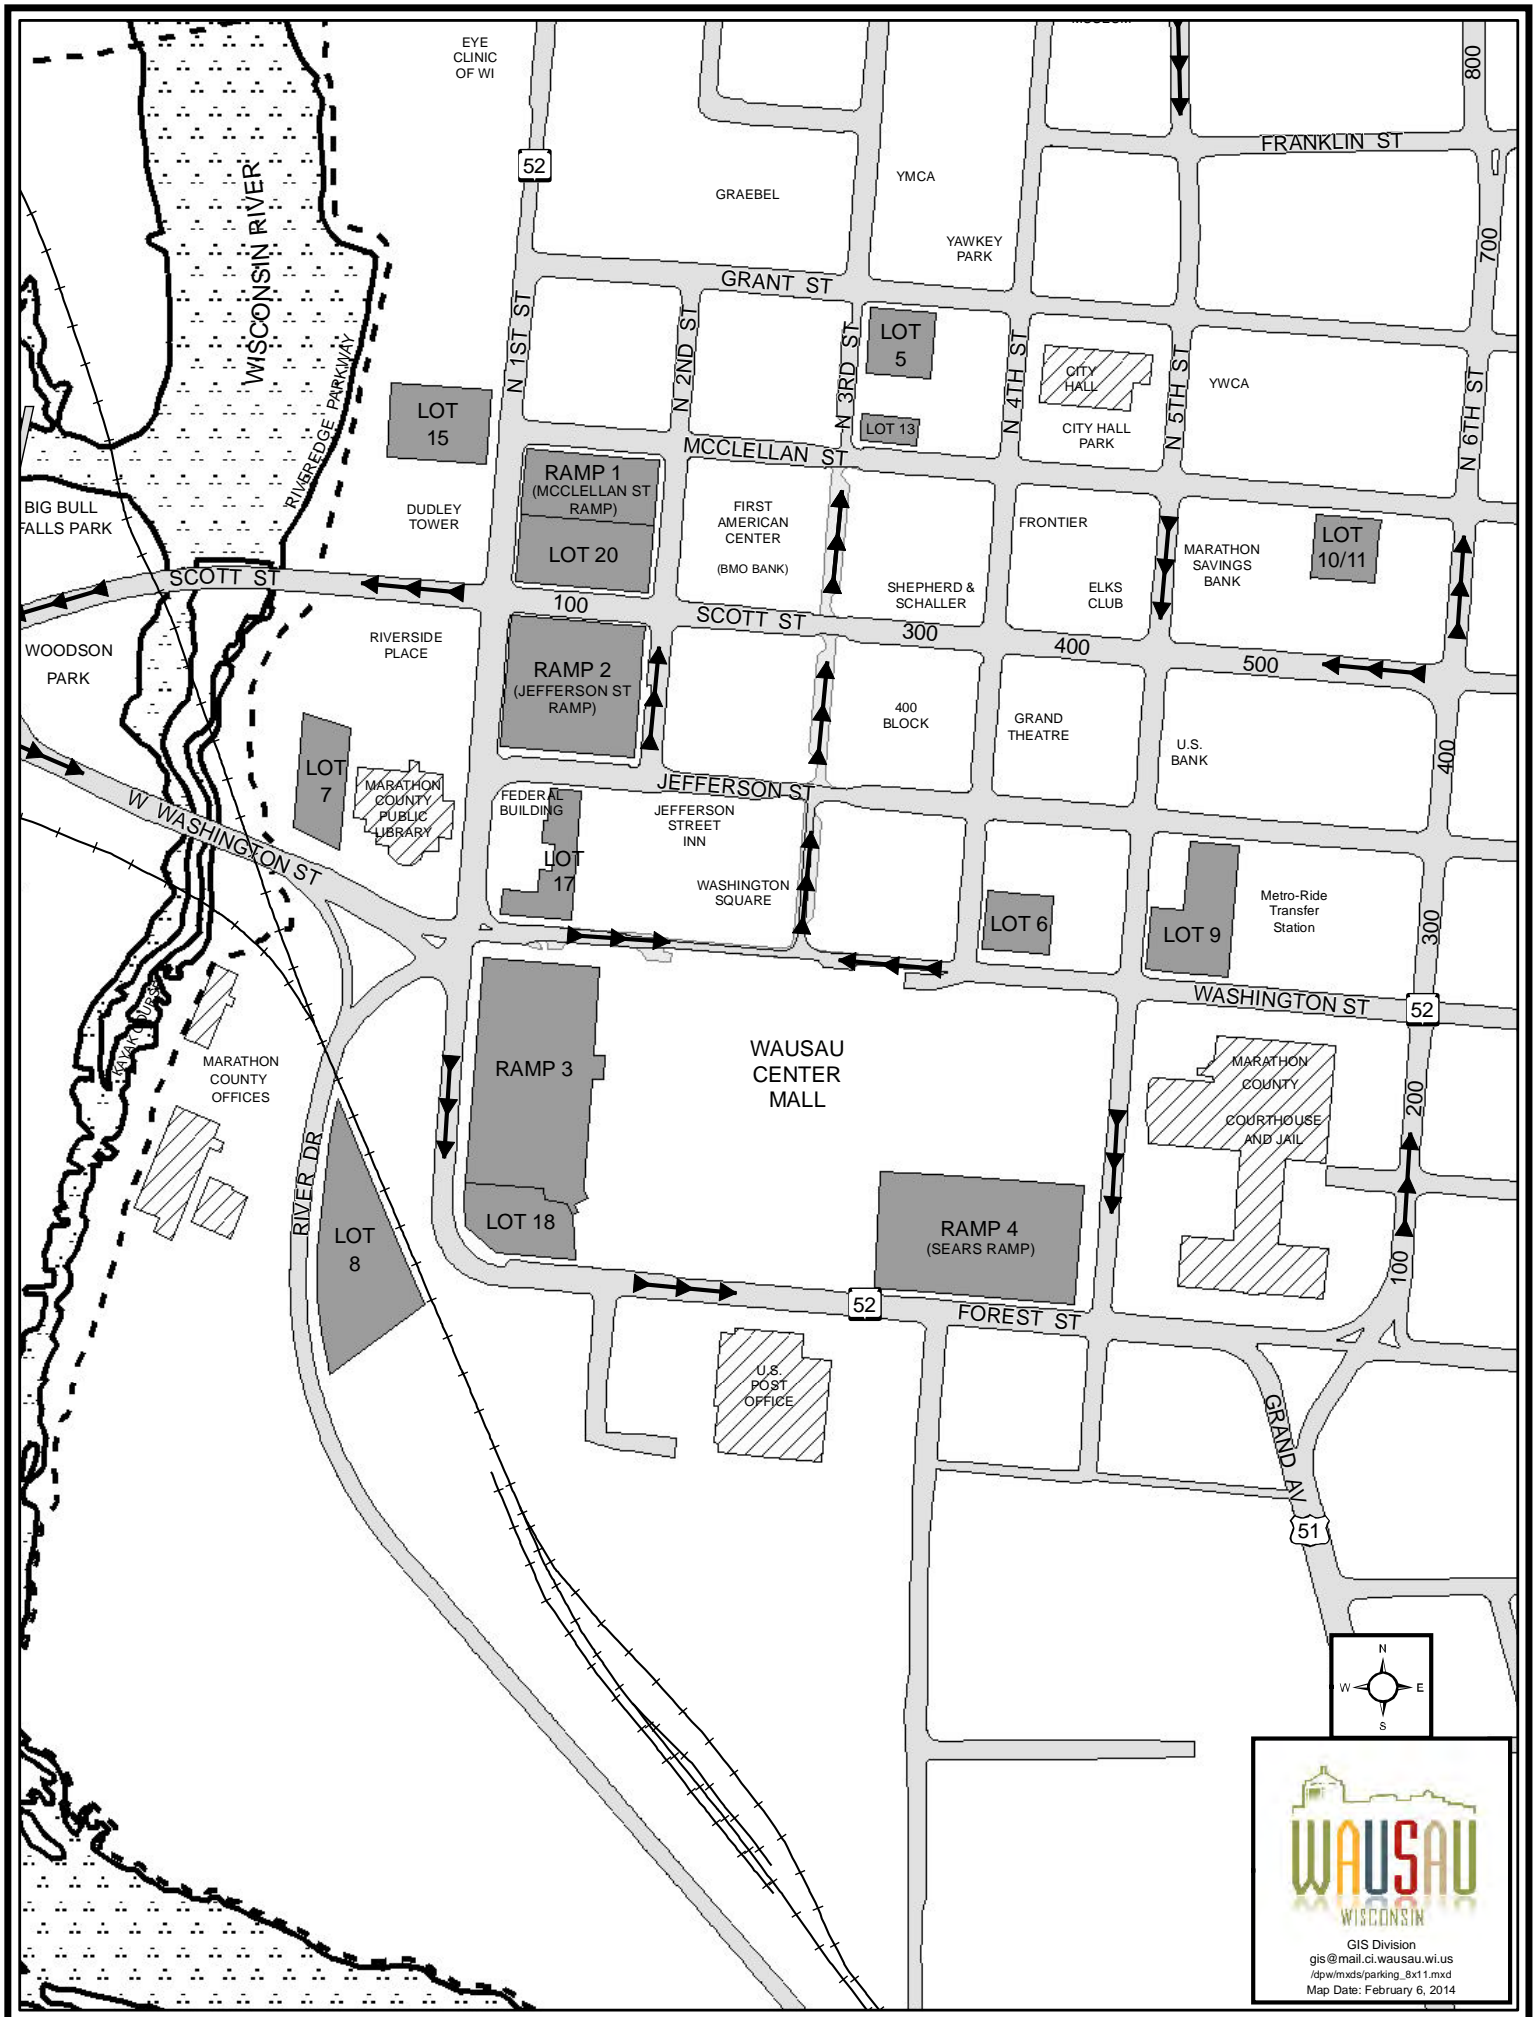 EYE
CLINIC
OF WI
800
FRANKLIN ST
52
WISCONSIN RIVER
GRAEBEL
YMCA
YAWKEY
PARK
700
GRANT ST
RIVEREDGE PARKWAY
N 1ST ST
N 2ND ST
N 3RD ST
LOT
5
N 4TH ST
CITY
HALL
N 5TH ST
YWCA
N 6TH ST
LOT
15
LOT 13
CITY HALL
PARK
MCCLELLAN ST
RAMP 1
(MCCLELLAN ST
RAMP)
BIG BULL
FALLS PARK
DUDLEY
TOWER
FIRST
AMERICAN
CENTER
(BMO BANK)
FRONTIER
LOT
10/11
LOT 20
MARATHON
SAVINGS
BANK
SCOTT ST
100
SHEPHERD &
SCHALLER
ELKS
CLUB
SCOTT ST
300
400
500
WOODSON
PARK
RIVERSIDE
PLACE
RAMP 2
(JEFFERSON ST
RAMP)
400
BLOCK
GRAND
THEATRE
U.S.
BANK
400
LOT
7
MARATHON
COUNTY
PUBLIC
LIBRARY
W WASHINGTON ST
FEDERAL
BUILDING
JEFFERSON ST
JEFFERSON
STREET
INN
LOT
17
WASHINGTON
SQUARE
LOT 6
LOT 9
Metro-Ride
Transfer
Station
300
KAYAK COURSE
WASHINGTON ST
52
MARATHON
COUNTY
OFFICES
RAMP 3
WAUSAU
CENTER
MALL
MARATHON
COUNTY
COURTHOUSE
AND JAIL
200
RIVER DR
LOT
8
LOT 18
RAMP 4
(SEARS RAMP)
100
52
FOREST ST
U.S.
POST
OFFICE
GRAND AV
51
N
W
E
S
WAUSAU
WISCONSIN
GIS Division
gis@mail.ci.wausau.wi.us
/dpw/mxds/parking_8x11.mxd
Map Date: February 6, 2014